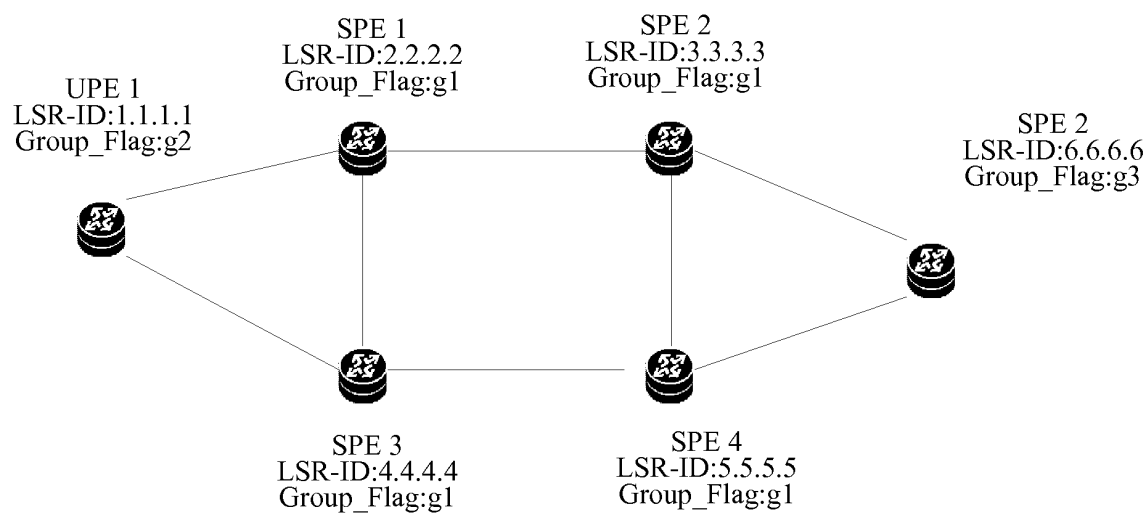 SPE 1
LSR-ID:2.2.2.2
Group_Flag:g1
SPE 2
LSR-ID:3.3.3.3
Group_Flag:g1
UPE 1
LSR-ID:1.1.1.1
Group_Flag:g2
SPE 2
LSR-ID:6.6.6.6
Group_Flag:g3
SPE 3
LSR-ID:4.4.4.4
Group_Flag:g1
SPE 4
LSR-ID:5.5.5.5
Group_Flag:g1